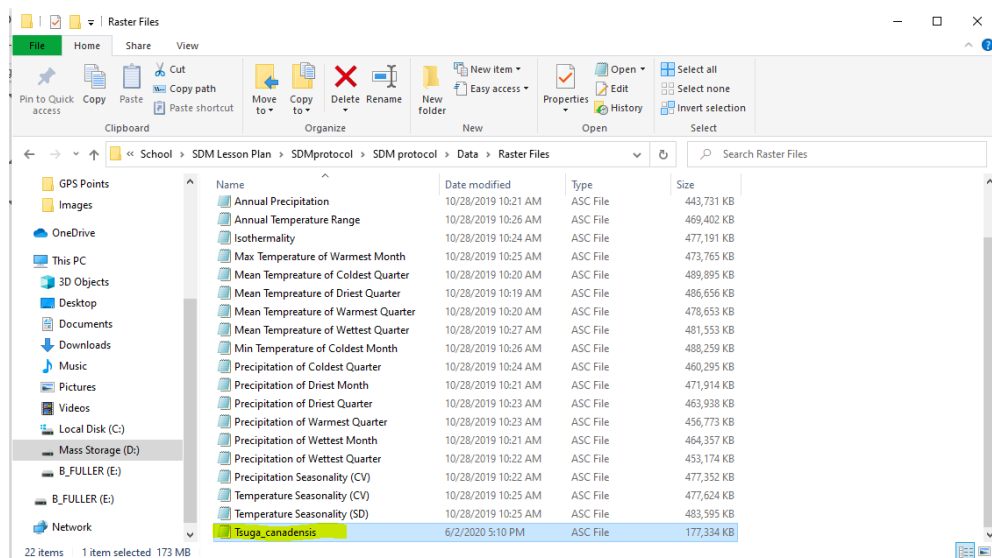 Raster Files
File Home Share View
Pin to Quick access
Copy
Paste
Cut
Copy path
Paste shortcut
Clipboard
Move to
Copy to
Delete
Rename
Organize
New folder
New item
Easy access
New
Properties
Open
Edit
History
Open
Select all
Select none
Invert selection
Select
« School > SDM Lesson Plan > SDMprotocol > SDM protocol > Data > Raster Files
Search Raster Files
GPS Points
Images
OneDrive
This PC
3D Objects
Desktop
Documents
Downloads
Music
Pictures
Videos
Local Disk (C:)
Mass Storage (D:)
B_FULLER (E:)
B_FULLER (E:)
Network
Name Date modified Type Size
Annual Precipitation 10/28/2019 10:21 AM ASC File 443,731 KB
Annual Temperature Range 10/28/2019 10:26 AM ASC File 469,402 KB
Isothermality 10/28/2019 10:24 AM ASC File 477,191 KB
Max Temperature of Warmest Month 10/28/2019 10:25 AM ASC File 473,765 KB
Mean Tempreature of Coldest Quarter 10/28/2019 10:20 AM ASC File 489,895 KB
Mean Tempreature of Driest Quarter 10/28/2019 10:19 AM ASC File 486,656 KB
Mean Tempreature of Warmest Quarter 10/28/2019 10:20 AM ASC File 478,653 KB
Mean Tempreature of Wettest Quarter 10/28/2019 10:27 AM ASC File 481,553 KB
Min Temperature of Coldest Month 10/28/2019 10:26 AM ASC File 488,259 KB
Precipitation of Coldest Quarter 10/28/2019 10:24 AM ASC File 460,295 KB
Precipitation of Driest Month 10/28/2019 10:21 AM ASC File 471,914 KB
Precipitation of Driest Quarter 10/28/2019 10:23 AM ASC File 463,938 KB
Precipitation of Warmest Quarter 10/28/2019 10:23 AM ASC File 456,773 KB
Precipitation of Wettest Month 10/28/2019 10:21 AM ASC File 464,357 KB
Precipitation of Wettest Quarter 10/28/2019 10:22 AM ASC File 453,174 KB
Precipitation Seasonality (CV) 10/28/2019 10:22 AM ASC File 477,352 KB
Temperature Seasonality (CV) 10/28/2019 10:25 AM ASC File 477,624 KB
Temperature Seasonality (SD) 10/28/2019 10:25 AM ASC File 483,595 KB
Tsuga_canadensis 6/2/2020 5:10 PM ASC File 177,334 KB
22 items 1 item selected 173 MB